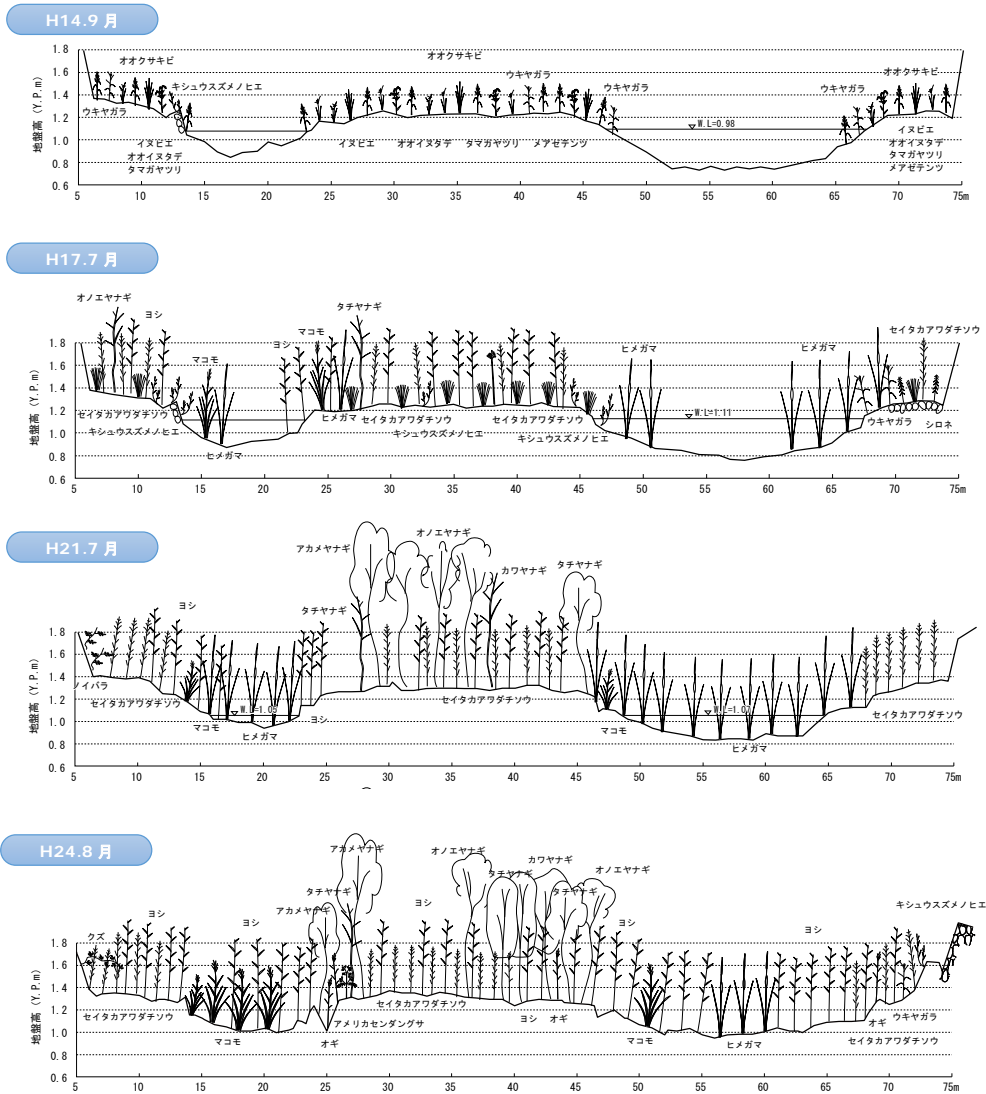 H14.9 月
オオクサキビ
オオクサキビ
ウキヤガラ
オオクサキビ
キシュウスズメノヒエ
ウキヤガラ
ウキヤガラ
ウキヤガラ
W.L=0.98
イヌビエ
オオイヌタデ
タマガヤツリ
イヌビエ
オオイヌタデ
タマガヤツリ
メアゼテンツ
イヌビエ
オオイヌタデ
タマガヤツリ
メアゼテンツ
地盤高 (Y.P.m)
1.8
1.6
1.4
1.2
1.0
0.8
0.6
5 10 15 20 25 30 35 40 45 50 55 60 65 70 75m
H17.7 月
オノエヤナギ
ヨシ
マコモ
ヨシ
マコモ
タチヤナギ
ヒメガマ
ヒメガマ
セイタカアワダチソウ
W.L=1.11
セイタカアワダチソウ
キシュウスズメノヒエ
ヒメガマ
ヒメガマ
セイタカアワダチソウ
キシュウスズメノヒエ
セイタカアワダチソウ
キシュウスズメノヒエ
ウキヤガラ
シロネ
地盤高 (Y.P.m)
1.8
1.6
1.4
1.2
1.0
0.8
0.6
5 10 15 21 25 30 35 40 45 50 55 60 65 70 75m
H21.7 月
アカメヤナギ
オノエヤナギ
カワヤナギ
タチヤナギ
ヨシ
タチヤナギ
ノイバラ
セイタカアワダチソウ
マコモ
ヒメガマ
ヨシ
セイタカアワダチソウ
マコモ
ヒメガマ
セイタカアワダチソウ
地盤高 (Y.P.m)
1.8
1.6
1.4
1.2
1.0
0.8
0.6
5 10 15 20 25 30 35 40 45 50 55 60 65 70 75m
H24.8 月
アカメヤナギ
オノエヤナギ
カワヤナギ
タチヤナギ
オノエヤナギ
タチヤナギ
タチヤナギ
アカメヤナギ
ヨシ
ヨシ
ヨシ
ヨシ
ヨシ
クズ
キシュウスズメノヒエ
セイタカアワダチソウ
マコモ
オギ
アメリカセンダングサ
セイタカアワダチソウ
ヨシ
オギ
マコモ
ヒメガマ
オギ
ウキヤガラ
セイタカアワダチソウ
地盤高 (Y.P.m)
1.8
1.6
1.4
1.2
1.0
0.8
0.6
5 10 15 20 25 30 35 40 45 50 55 60 65 70 75m